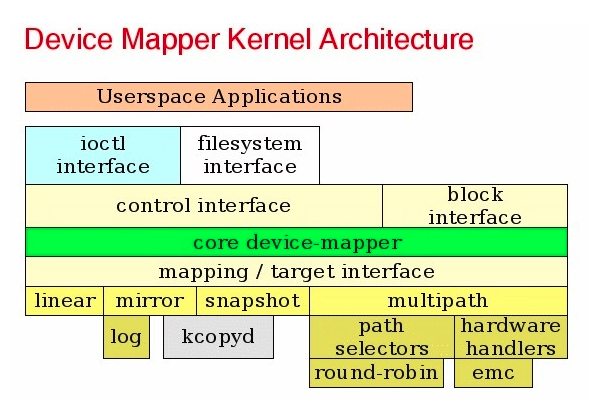 Device Mapper Kernel Architecture
Userspace Applications
ioctl
interface
filesystem
interface
control interface
block
interface
core device-mapper
mapping / target interface
linear
mirror
snapshot
multipath
log
kcopyd
path
selectors
hardware
handlers
round-robin
emc